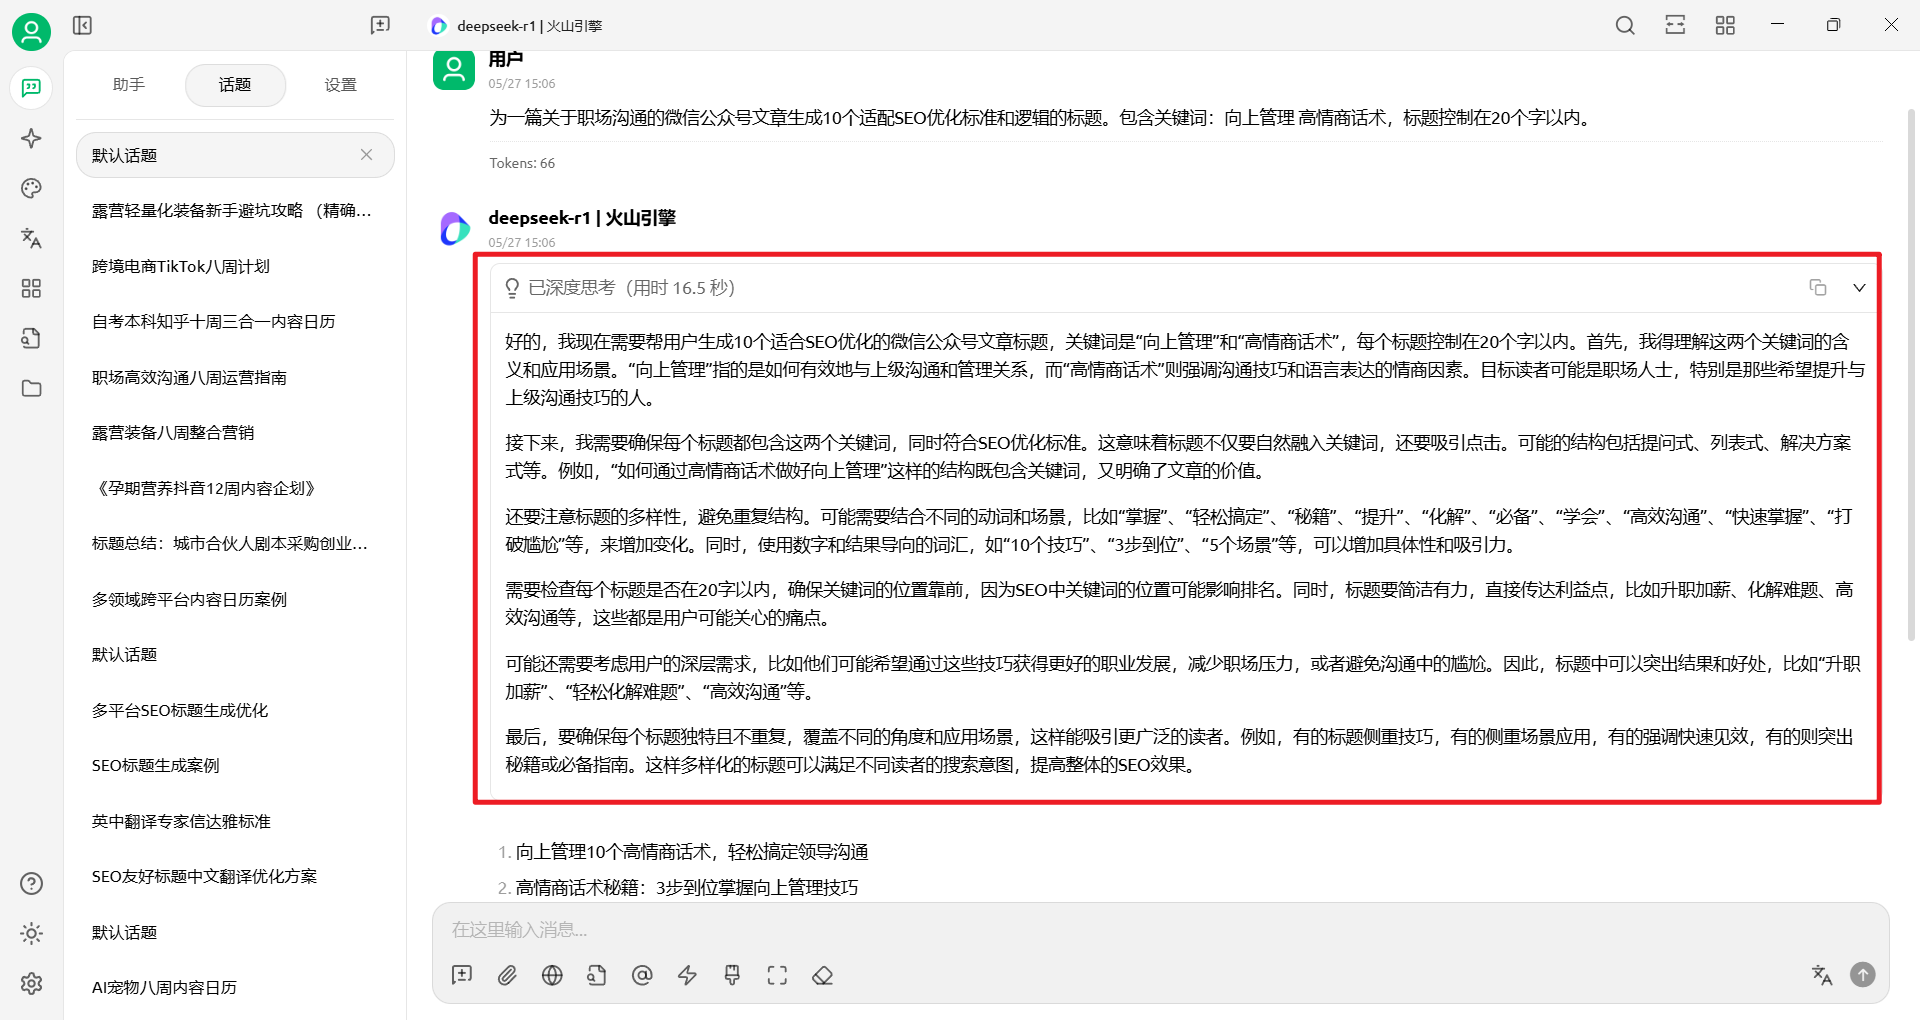 deepseek-r1 | 火山引擎
助手
话题
设置
默认话题
露营轻量化装备新手避坑攻略 （精确...
跨境电商TikTok八周计划
自考本科知乎十周三合一内容日历
职场高效沟通八周运营指南
露营装备八周整合营销
《孕期营养抖音12周内容企划》
标题总结：城市合伙人剧本采购创业...
多领域跨平台内容日历案例
默认话题
多平台SEO标题生成优化
SEO标题生成案例
英中翻译专家信达雅标准
SEO友好标题中文翻译优化方案
默认话题
AI宠物八周内容日历
用户
05/27 15:06
为一篇关于职场沟通的微信公众号文章生成10个适配SEO优化标准和逻辑的标题。包含关键词：向上管理 高情商话术，标题控制在20个字以内。
Tokens: 66
deepseek-r1 | 火山引擎
05/27 15:06
已深度思考（用时 16.5 秒）
好的，我现在需要帮用户生成10个适合SEO优化的微信公众号文章标题，关键词是“向上管理”和“高情商话术”，每个标题控制在20个字以内。首先，我得理解这两个关键词的含
义和应用场景。“向上管理”指的是如何有效地与上级沟通和管理关系，而“高情商话术”则强调沟通技巧和语言表达的情商因素。目标读者可能是职场人士，特别是那些希望提升与
上级沟通技巧的人。
接下来，我需要确保每个标题都包含这两个关键词，同时符合SEO优化标准。这意味着标题不仅要自然融入关键词，还要吸引点击。可能的结构包括提问式、列表式、解决方案
式等。例如，“如何通过高情商话术做好向上管理”这样的结构既包含关键词，又明确了文章的价值。
还要注意标题的多样性，避免重复结构。可能需要结合不同的动词和场景，比如“掌握”、“轻松搞定”、“秘籍”、“提升”、“化解”、“必备”、“学会”、“高效沟通”、“快速掌握”、“打
破尴尬”等，来增加变化。同时，使用数字和结果导向的词汇，如“10个技巧”、“3步到位”、“5个场景”等，可以增加具体性和吸引力。
需要检查每个标题是否在20字以内，确保关键词的位置靠前，因为SEO中关键词的位置可能影响排名。同时，标题要简洁有力，直接传达利益点，比如升职加薪、化解难题、高
效沟通等，这些都是用户可能关心的痛点。
可能还需要考虑用户的深层需求，比如他们可能希望通过这些技巧获得更好的职业发展，减少职场压力，或者避免沟通中的尴尬。因此，标题中可以突出结果和好处，比如“升职
加薪”、“轻松化解难题”、“高效沟通”等。
最后，要确保每个标题独特且不重复，覆盖不同的角度和应用场景，这样能吸引更广泛的读者。例如，有的标题侧重技巧，有的侧重场景应用，有的强调快速见效，有的则突出
秘籍或必备指南。这样多样化的标题可以满足不同读者的搜索意图，提高整体的SEO效果。
1. 向上管理10个高情商话术，轻松搞定领导沟通
2. 高情商话术秘籍：3步到位掌握向上管理技巧
在这里输入消息...